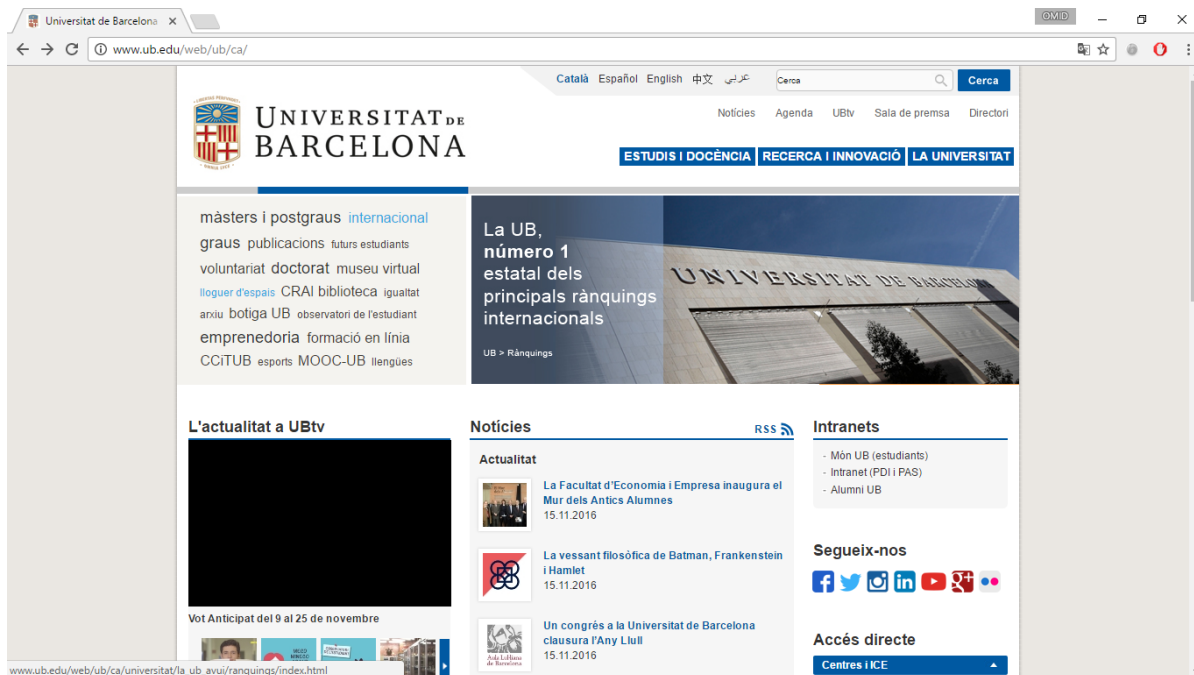 Universitat de Barcelona
OMID
www.ub.edu/web/ub/ca/
Català Español English 中文 عربي
Cerca
Cerca
UNIVERSITAT DE
BARCELONA
Notícies Agenda UBtv Sala de premsa Directori
ESTUDIS I DOCÈNCIA RECERCA I INNOVACIÓ LA UNIVERSITAT
màsters i postgraus internacional
graus publicacions futurs estudiants
voluntariat doctorat museu virtual
lloguer d'espais CRAI biblioteca igualtat
arxiu botiga UB observatori de l'estudiant
emprenedoria formació en línia
CCiTUB esports MOOC-UB llengües
La UB,
número 1
estatal dels
principals rànquings
internacionals
UB > Rànquings
UNIVERSITAT DE BARCELONA
L'actualitat a UBtv
Vot Anticipat del 9 al 25 de novembre
Notícies
RSS
Actualitat
La Facultat d'Economia i Empresa inaugura el
Mur dels Antics Alumnes
15.11.2016
La vessant filosòfica de Batman, Frankenstein
i Hamlet
15.11.2016
Aula Lul·liana
de Barcelona
Un congrés a la Universitat de Barcelona
clausura l'Any Llull
15.11.2016
Intranets
- Món UB (estudiants)
- Intranet (PDI i PAS)
- Alumni UB
Segueix-nos
Accés directe
Centres i ICE
www.ub.edu/web/ub/ca/universitat/la_ub_avui/ranquings/index.html